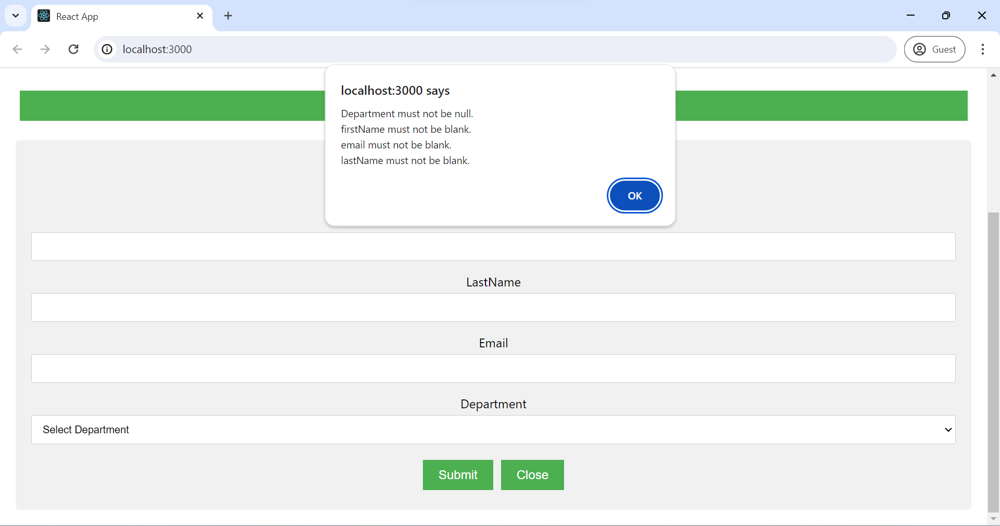 React App
localhost:3000
Guest
localhost:3000 says
Department must not be null.
firstName must not be blank.
email must not be blank.
lastName must not be blank.
OK
LastName
Email
Department
Select Department
Submit
Close